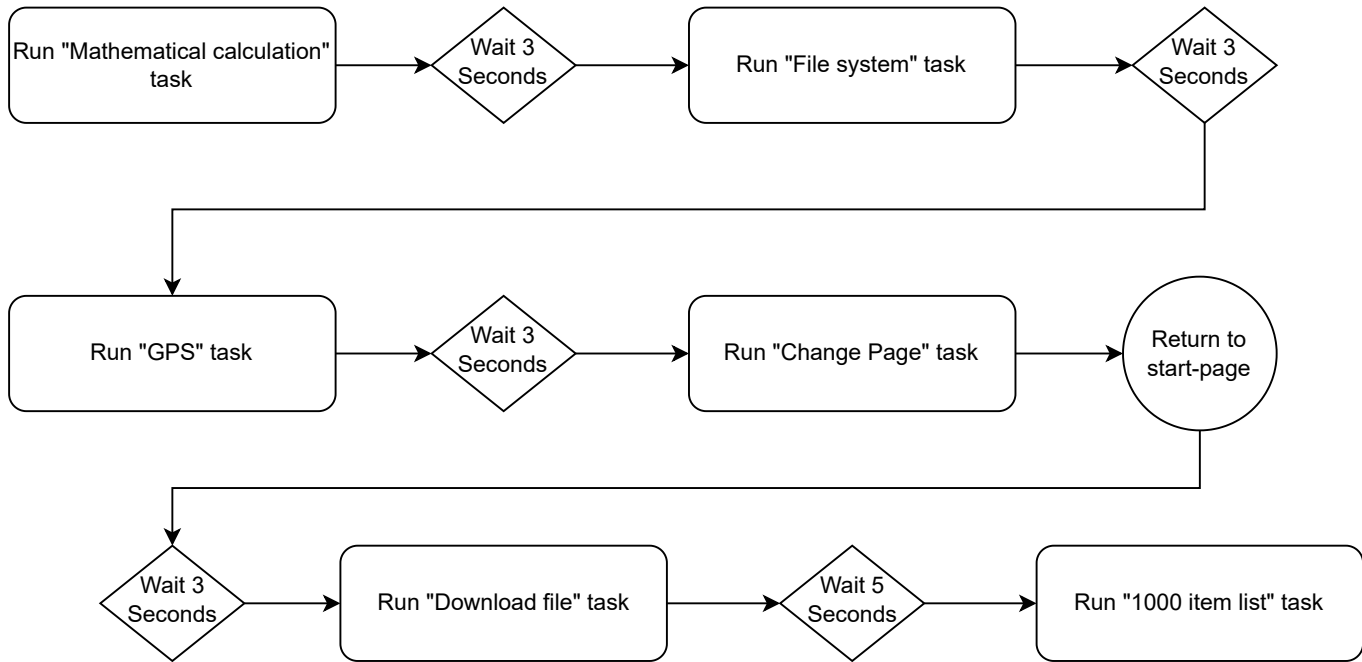 Run "Mathematical calculation"
task
Wait 3
Seconds
Run "File system" task
Wait 3
Seconds
Run "GPS" task
Wait 3
Seconds
Run "Change Page" task
Return to
start-page
Wait 3
Seconds
Run "Download file" task
Wait 5
Seconds
Run "1000 item list" task